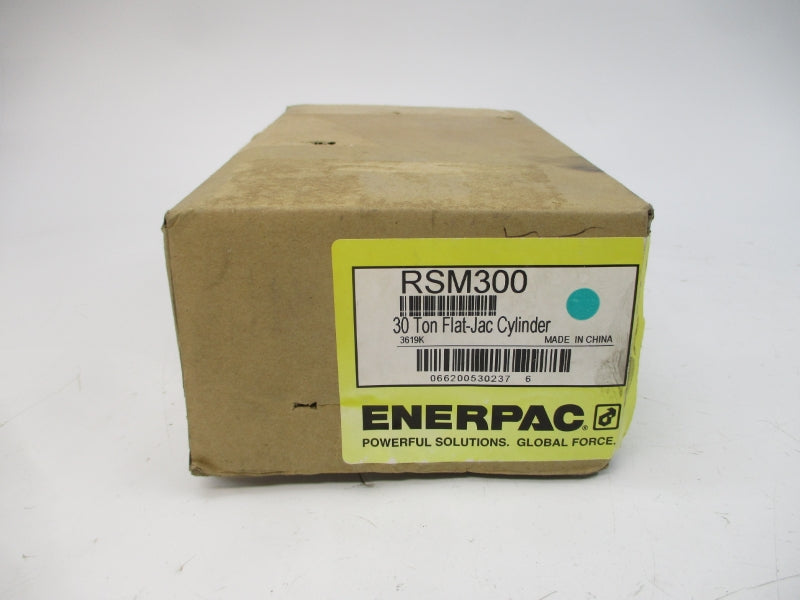 RSM300
30 Ton Flat-Jac Cylinder
3619K MADE IN CHINA
066200530237 6
ENERPAC®
POWERFUL SOLUTIONS. GLOBAL FORCE.